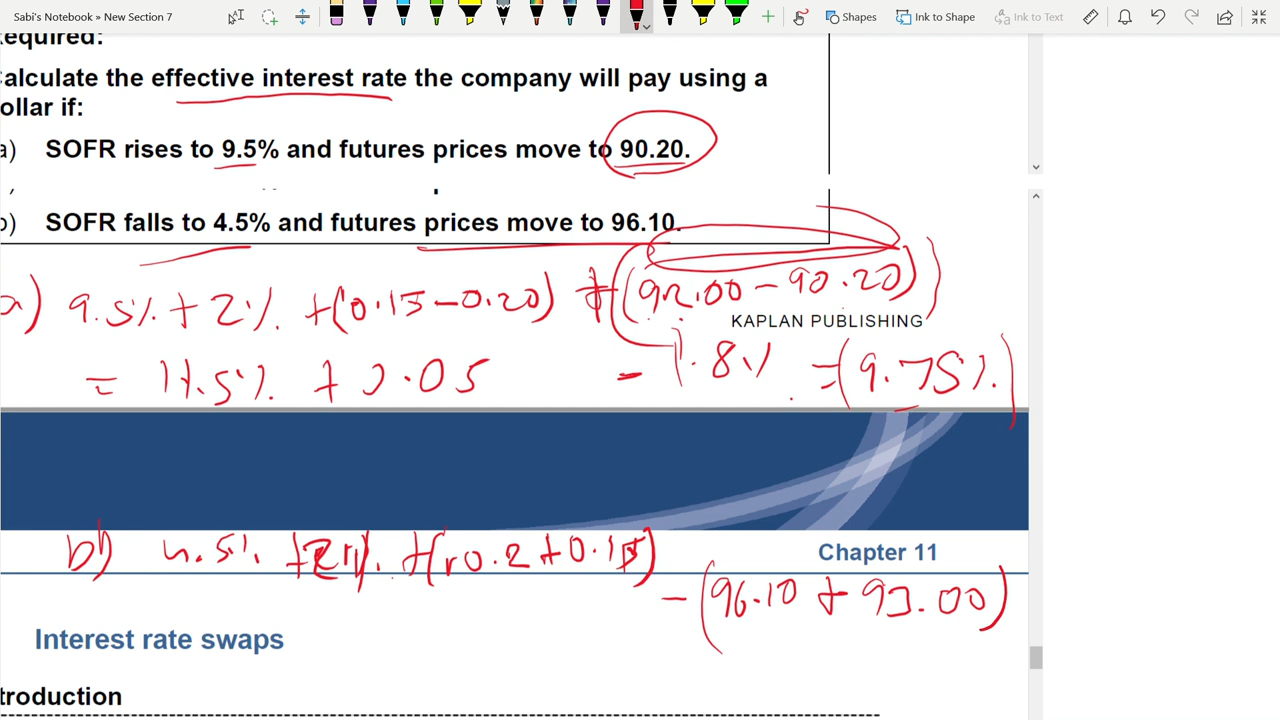 Sabi's Notebook » New Section 7
Shapes
Ink to Shape
Ink to Text
equired:
alculate the effective interest rate the company will pay using a
ollar if:
a) SOFR rises to 9.5% and futures prices move to 90.20.
b) SOFR falls to 4.5% and futures prices move to 96.10.
a) 9.5% + 2% + (0.15 - 0.20) (92.00 - 90.20)
KAPLAN PUBLISHING
= 11.5% + 0.05 - 1.8% = (9.75%)
b) 4.5% + (-0.2 + 0.15)
Chapter 11
- (96.10 + 93.00)
Interest rate swaps
troduction